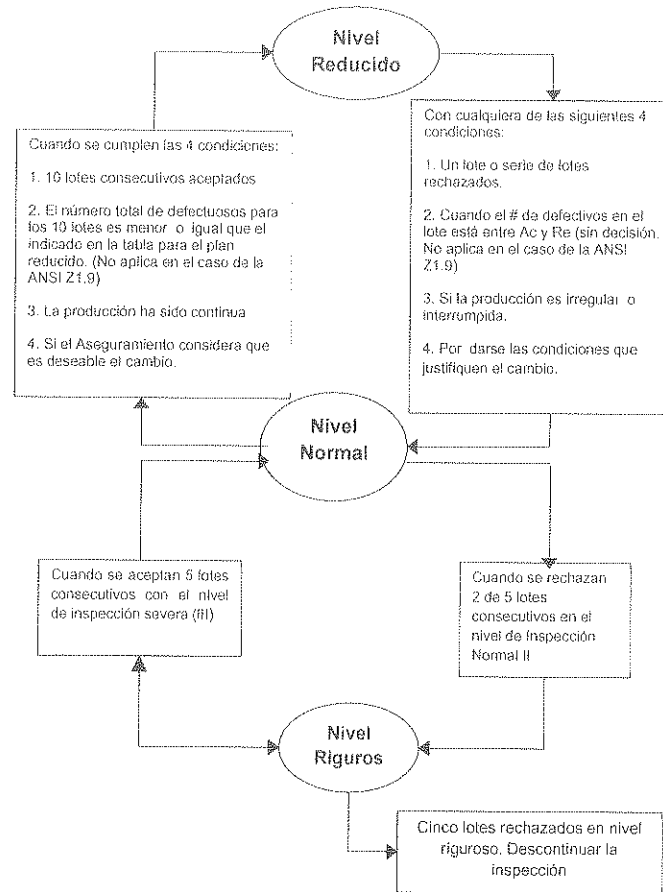 Nivel
Reducido
Cuando se cumplen las 4 condiciones:
1. 10 lotes consecutivos aceptados
2. El número total de defectuosos para
los 10 lotes es menor o igual que el
indicado en la tabla para el plan
reducido. (No aplica en el caso de la
ANSI Z1.9)
3. La producción ha sido continua
4. Si el Aseguramiento considera que
es deseable el cambio.
Con cualquiera de las siguientes 4
condiciones:
1. Un lote o serie de lotes
rechazados.
2. Cuando el # de defectivos en el
lote está entre Ac y Re (sin decisión.
No aplica en el caso de la ANSI
Z1.9)
3. Si la producción es irregular o
interrumpida.
4. Por darse las condiciones que
justifiquen el cambio.
Nivel
Normal
Cuando se aceptan 5 lotes
consecutivos con el nivel
de inspección severa (III)
Cuando se rechazan
2 de 5 lotes
consecutivos en el
nivel de Inspección
Normal II
Nivel
Riguros
Cinco lotes rechazados en nivel
riguroso. Descontinuar la
inspección